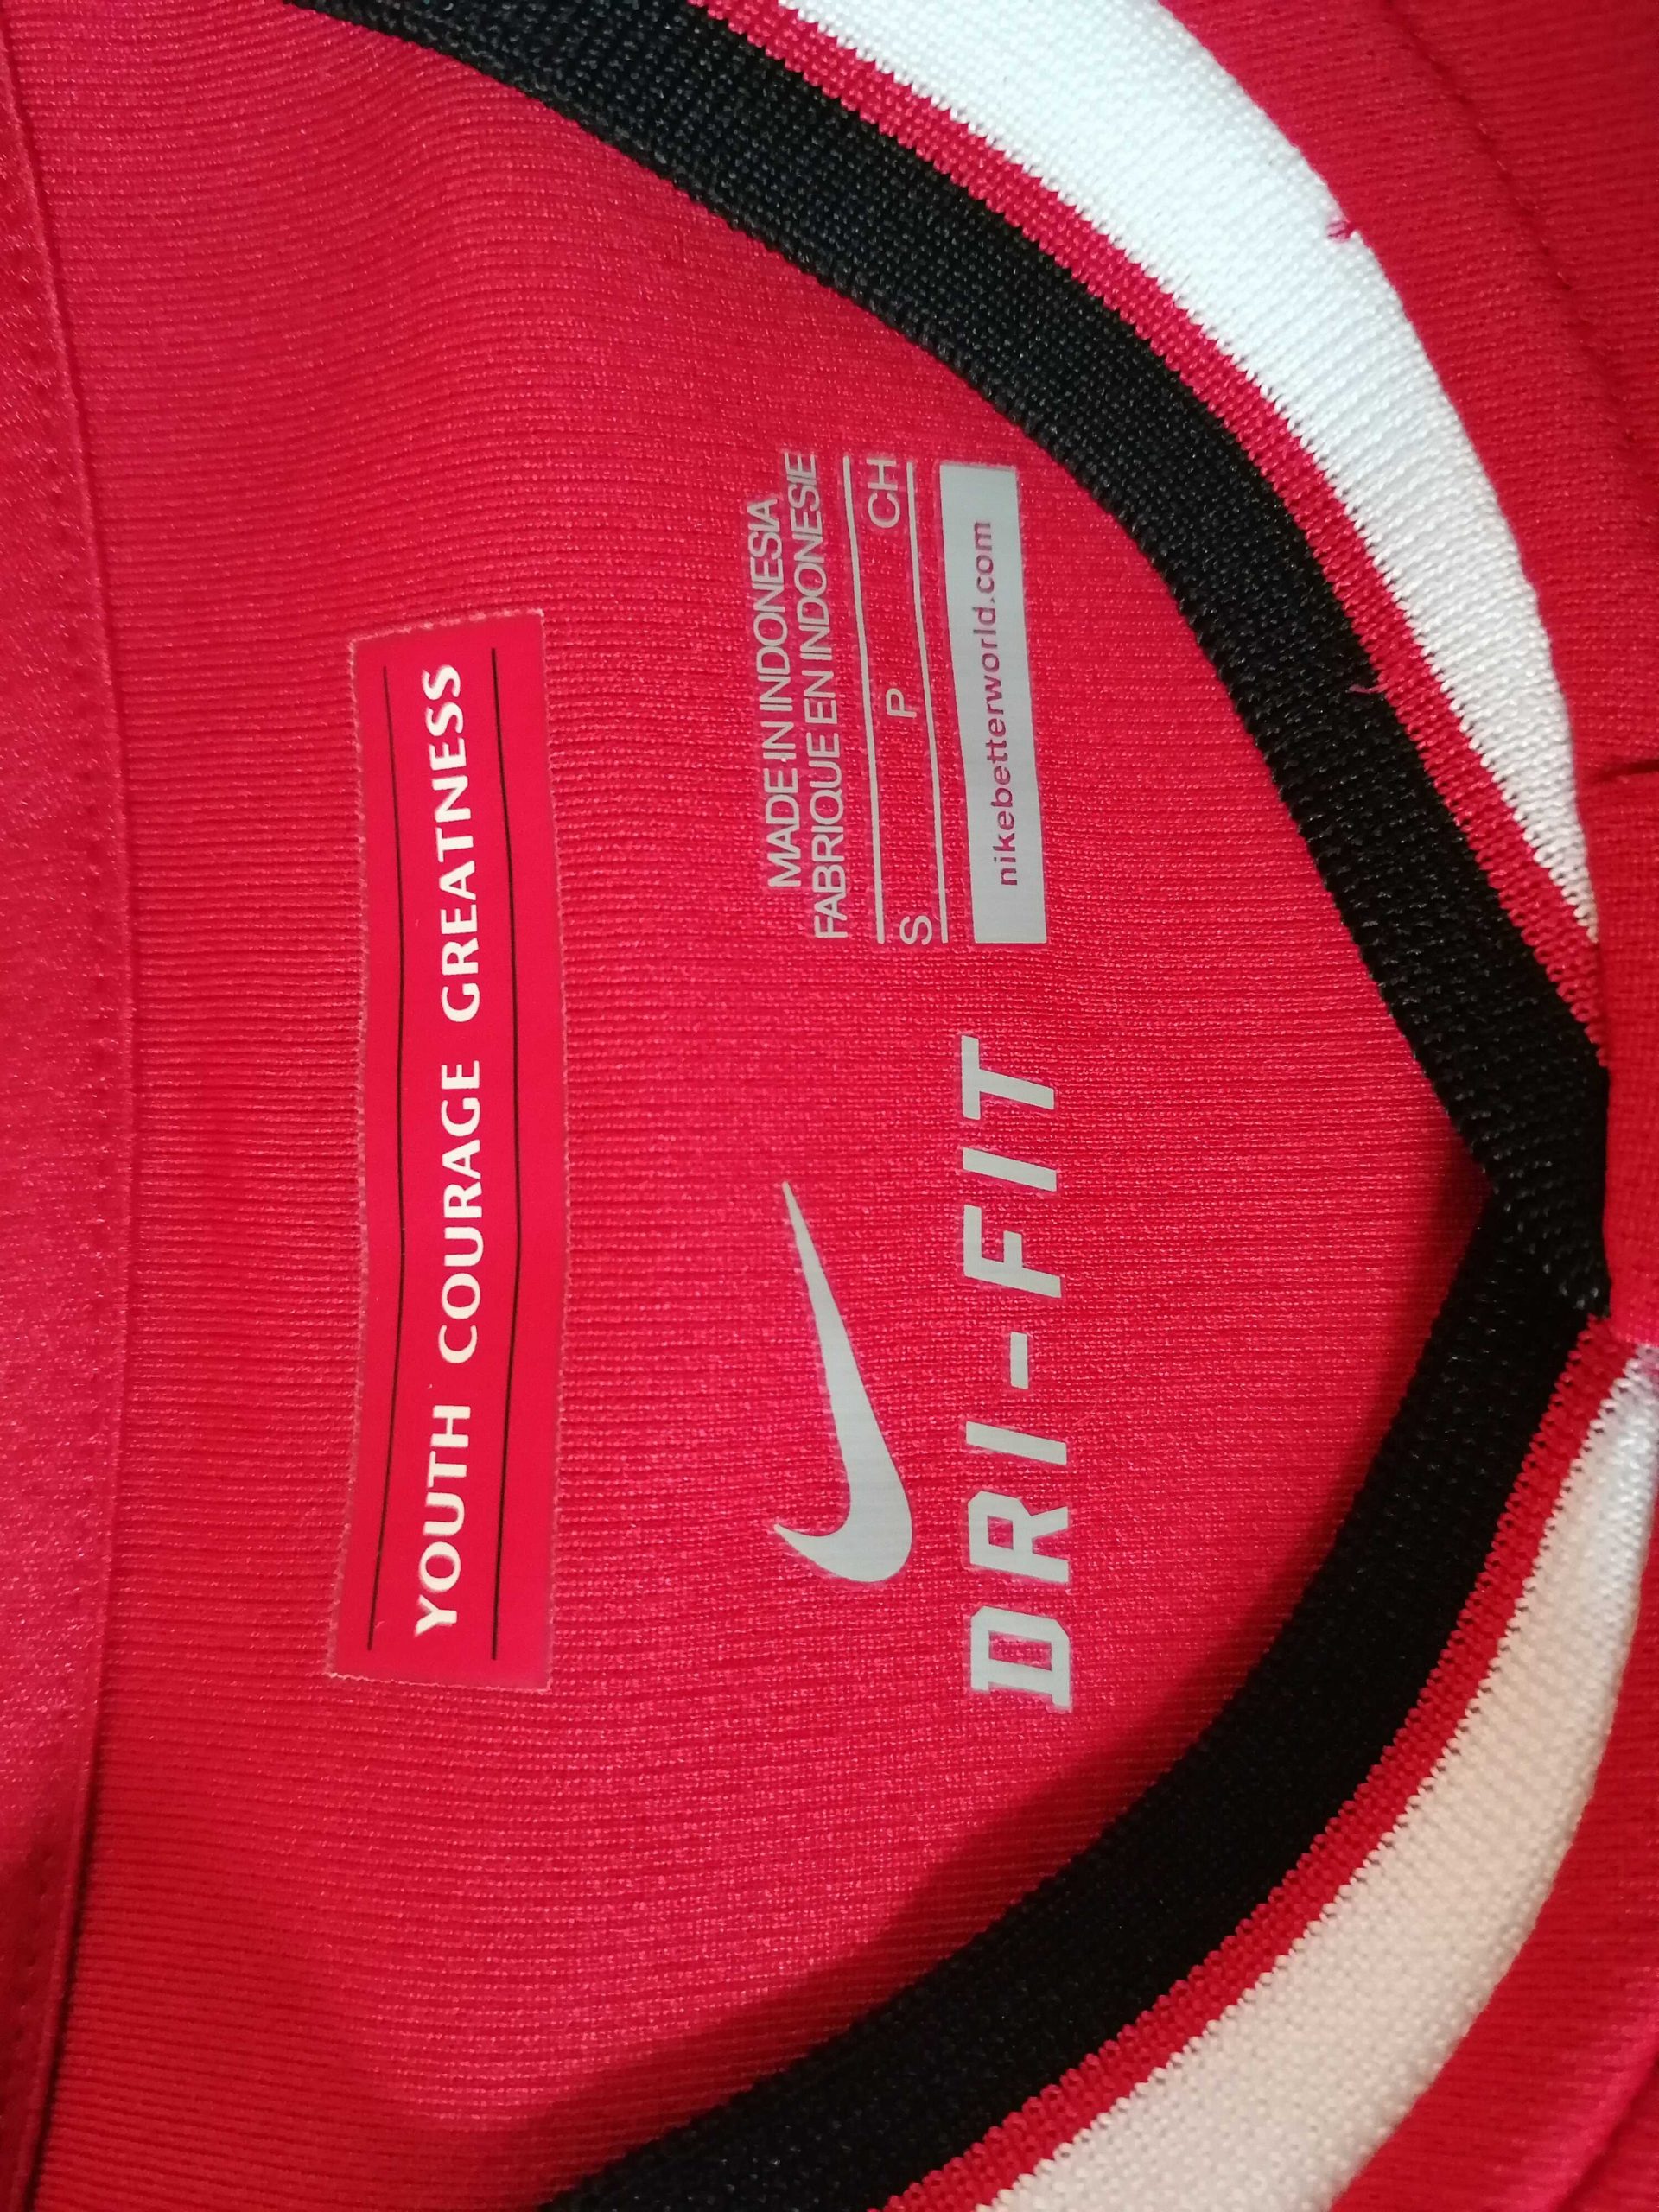 nikebetterworld.com
S P CH
FABRIQUE EN INDONESIE
MADE IN INDONESIA
DRI-FIT
YOUTH COURAGE GREATNESS